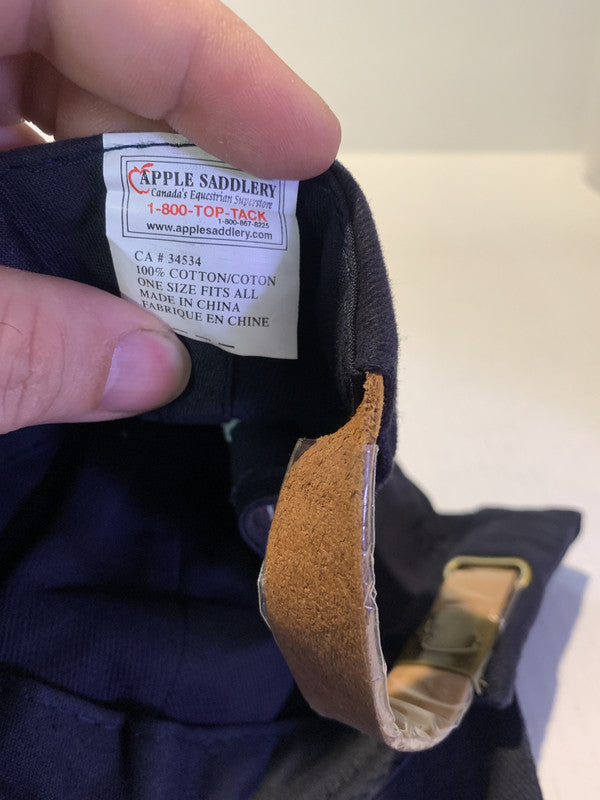 APPLE SADDLERY
Canada's Equestrian Superstore
1-800-TOP-TACK
1-800-867-8225
www.applesaddlery.com
CA # 34534
100% COTTON/COTON
ONE SIZE FITS ALL
MADE IN CHINA
FABRIQUE EN CHINE